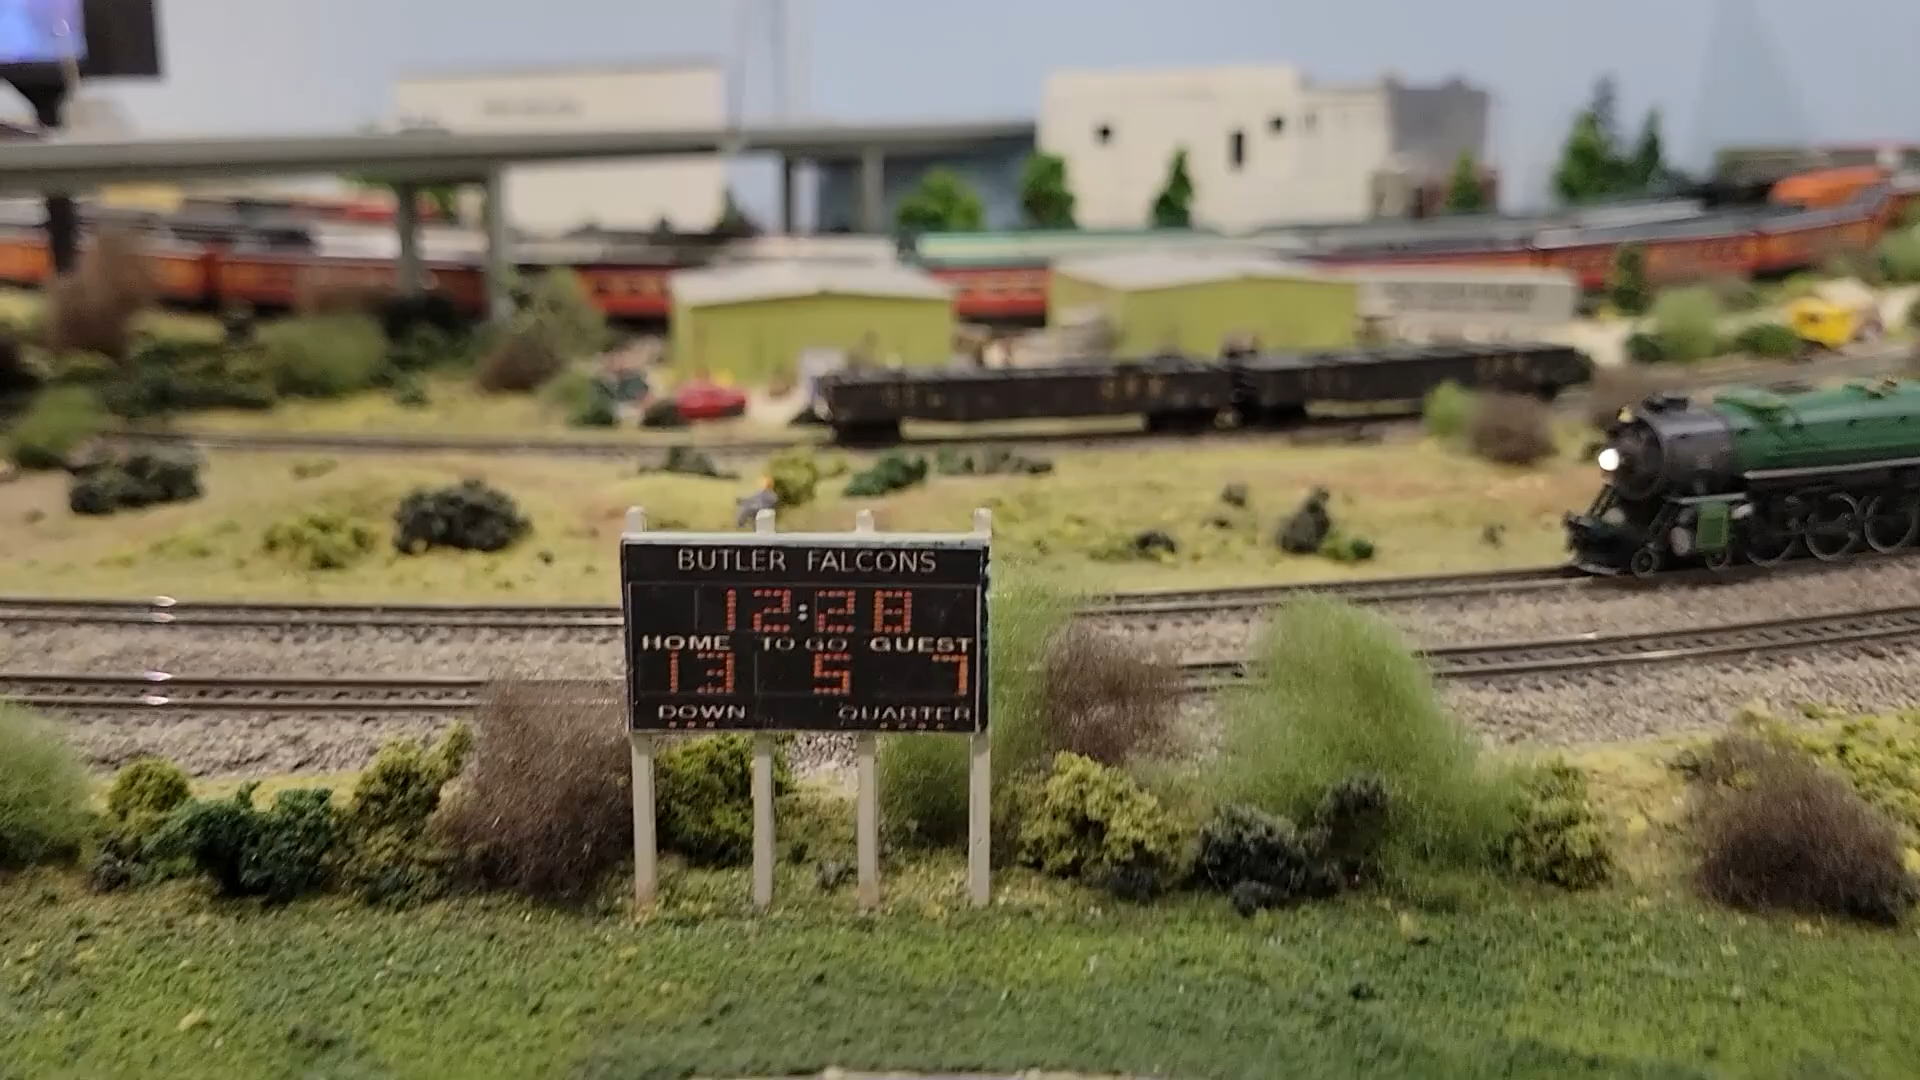 BUTLER FALCONS
12:28
HOME TO GO GUEST
13 5 7
DOWN QUARTER